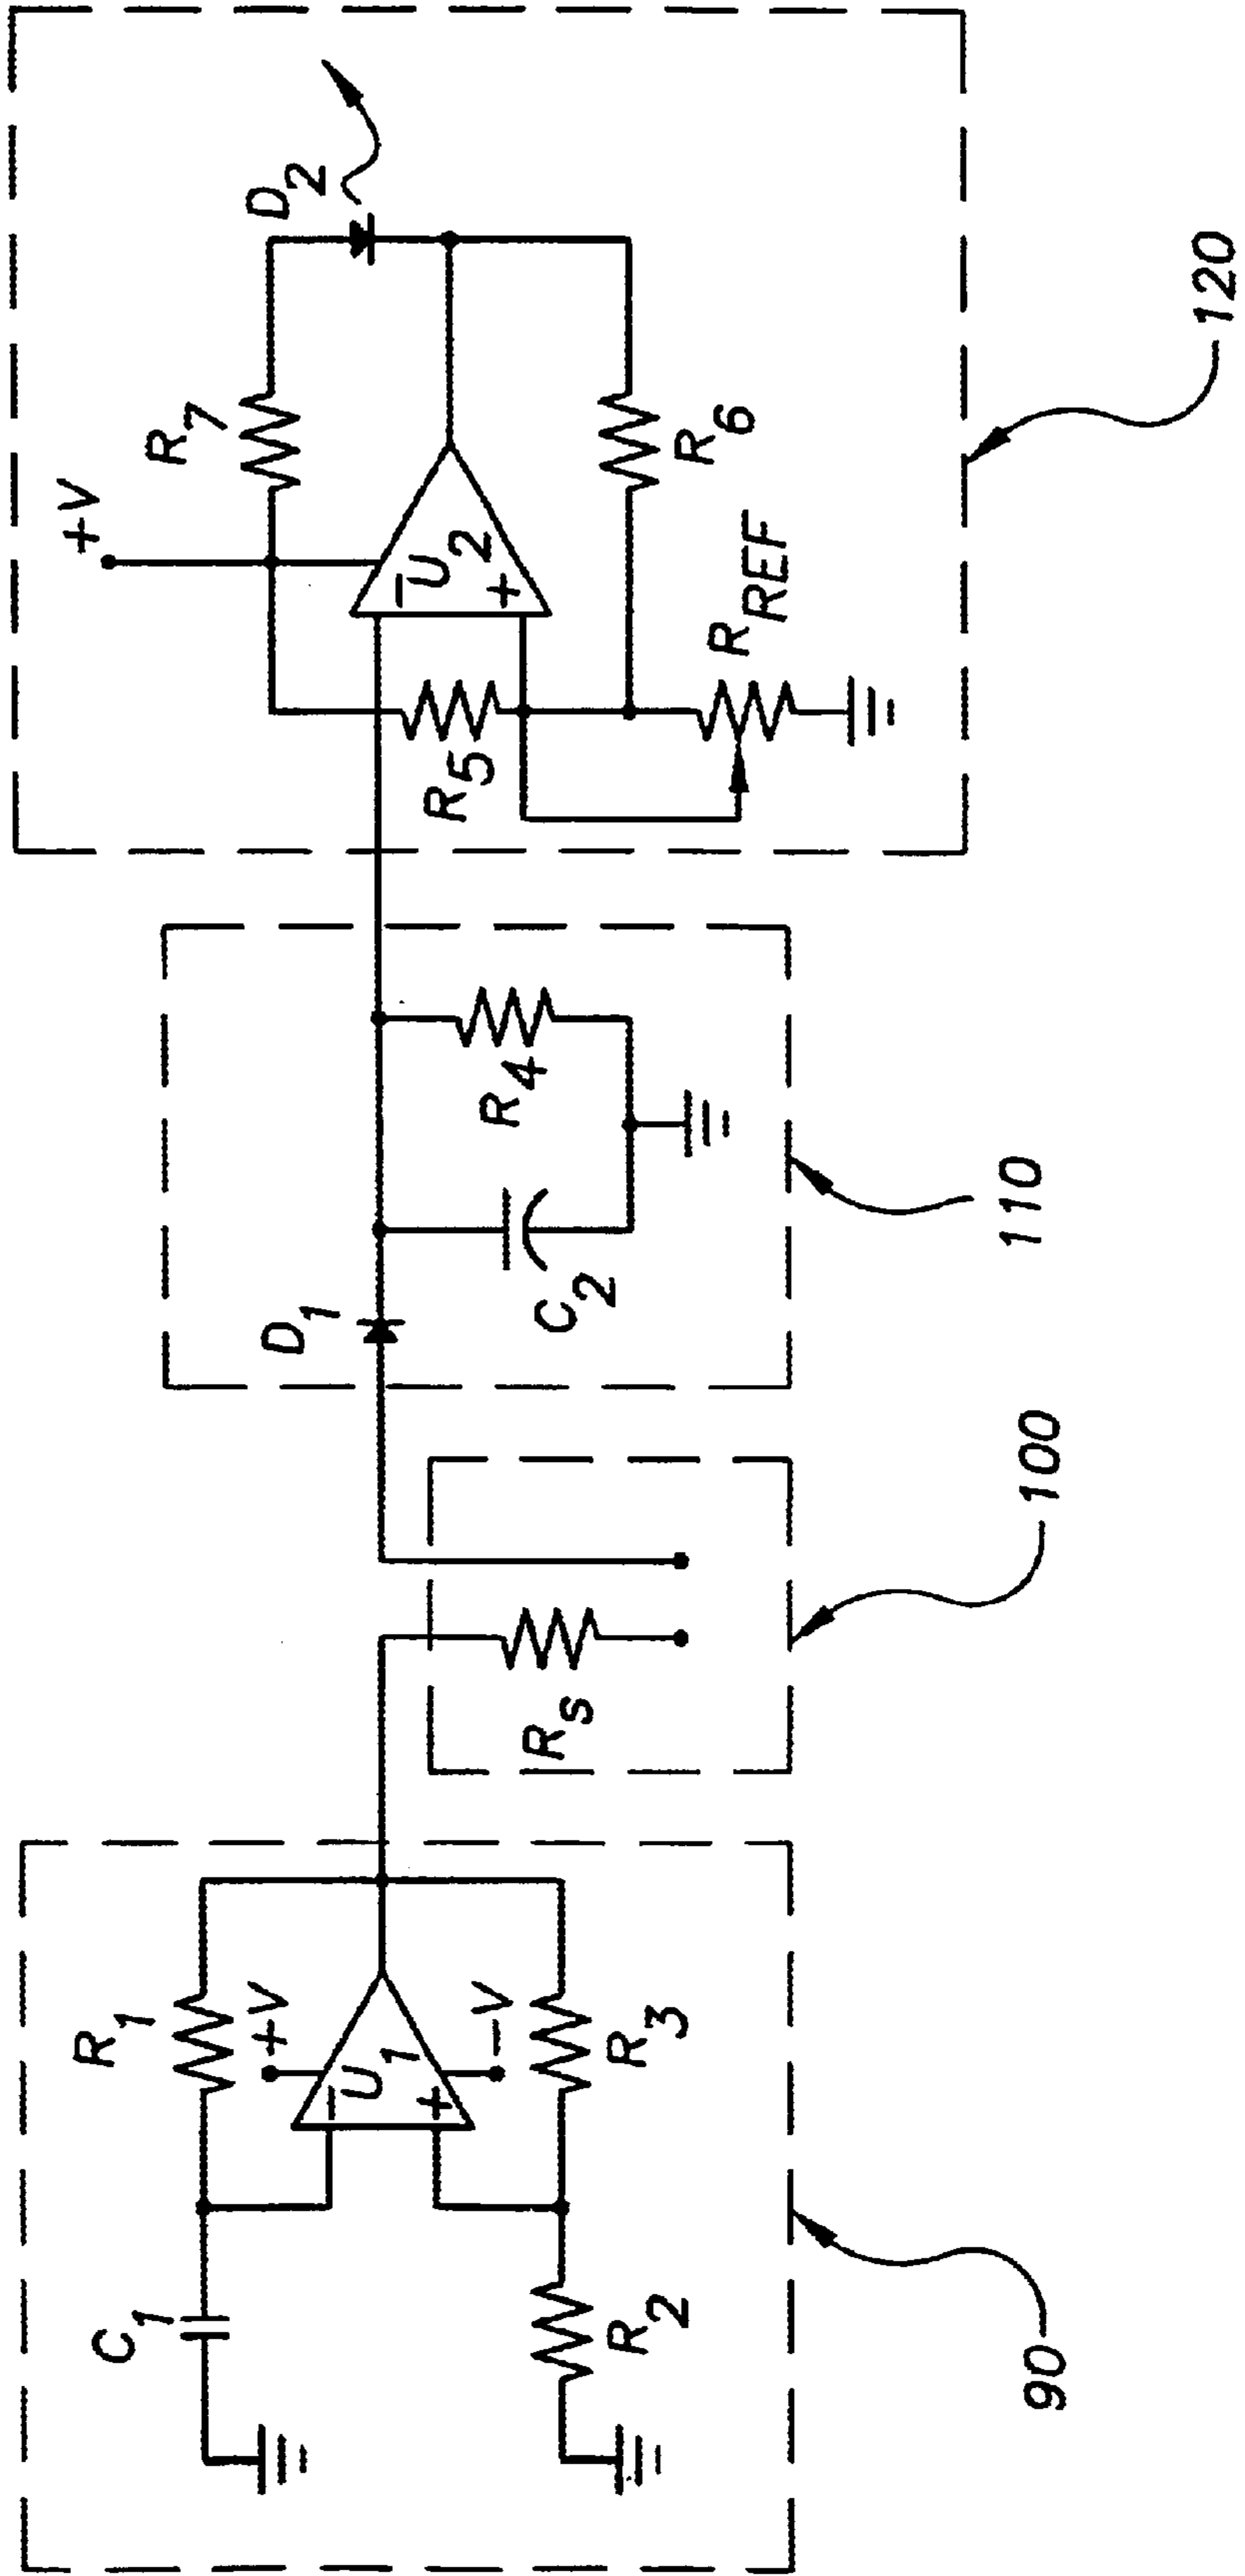 C1
R1
+V
U1
−
+
−V
R2
R3
90
Rs
100
D1
C2
R4
110
+V
R7
D2
U2
−
+
R5
R6
RREF
120